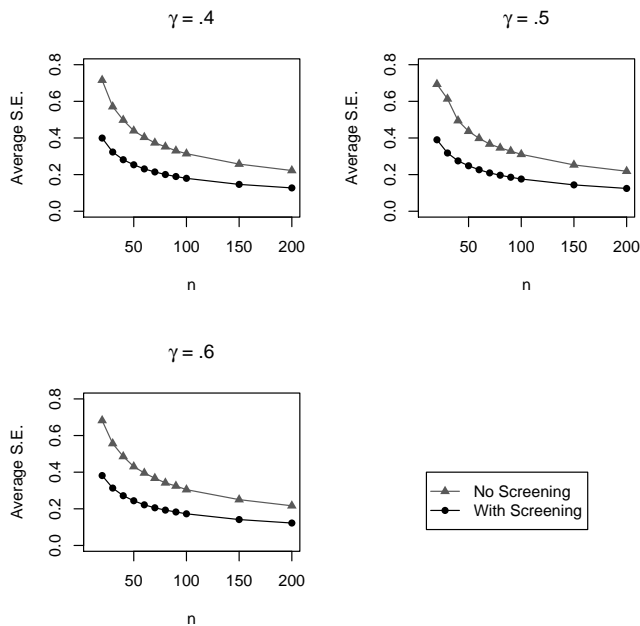 γ = .4
Average S.E.
0.8
0.6
0.4
0.2
0.0
50 100 150 200
n
γ = .5
Average S.E.
0.8
0.6
0.4
0.2
0.0
50 100 150 200
n
γ = .6
Average S.E.
0.8
0.6
0.4
0.2
0.0
50 100 150 200
n
No Screening
With Screening